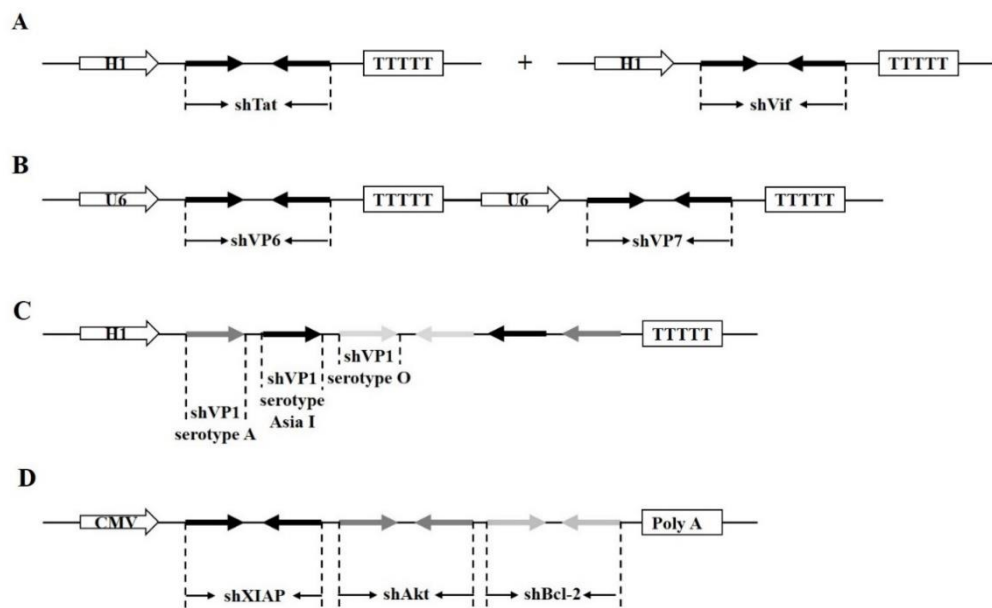 A
H1 TTTTT + H1 TTTTT
shTat shVif
B
U6 TTTTT U6 TTTTT
shVP6 shVP7
C
H1 TTTTT
shVP1
serotype A
shVP1
serotype
Asia I
shVP1
serotype O
D
CMV Poly A
shXIAP shAkt shBcl-2